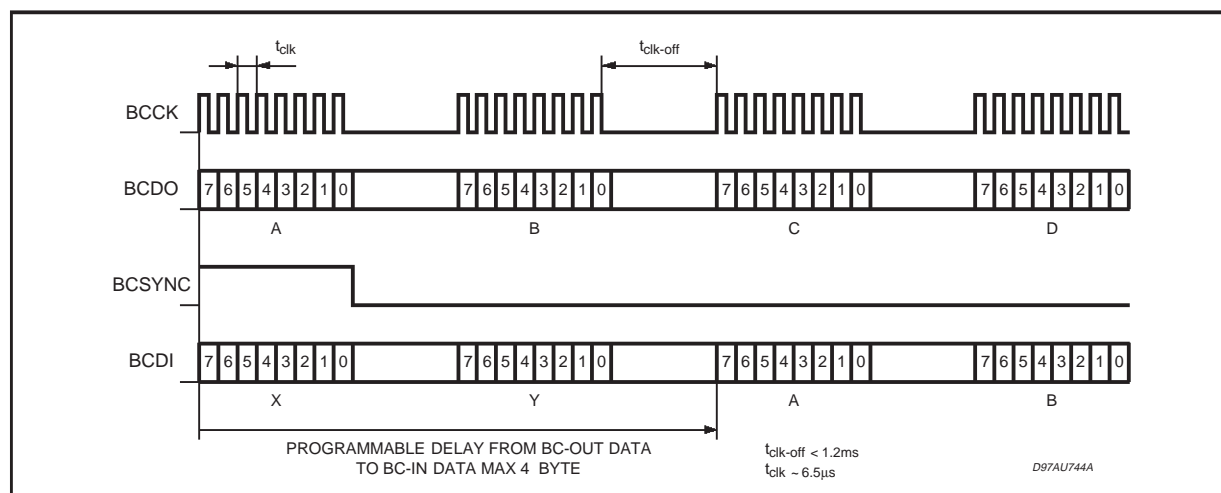 tclk
tclk-off
BCCK
BCDO
7 6 5 4 3 2 1 0 7 6 5 4 3 2 1 0 7 6 5 4 3 2 1 0 7 6 5 4 3 2 1 0
A B C D
BCSYNC
BCDI
7 6 5 4 3 2 1 0 7 6 5 4 3 2 1 0 7 6 5 4 3 2 1 0 7 6 5 4 3 2 1 0
X Y A B
PROGRAMMABLE DELAY FROM BC-OUT DATA
TO BC-IN DATA MAX 4 BYTE
tclk-off < 1.2ms
tclk ~ 6.5μs
D97AU744A